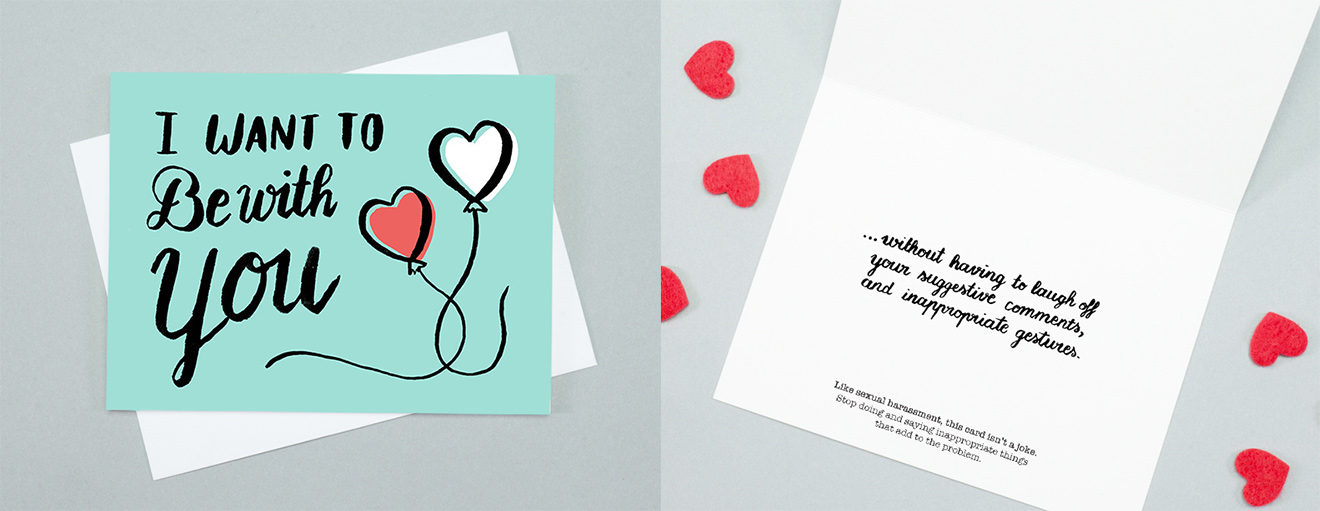 I WANT TO
Be with
You
... without having to laugh off
your suggestive comments,
and inappropriate gestures.
Like sexual harassment, this card isn't a joke.
Stop doing and saying inappropriate things
that add to the problem.